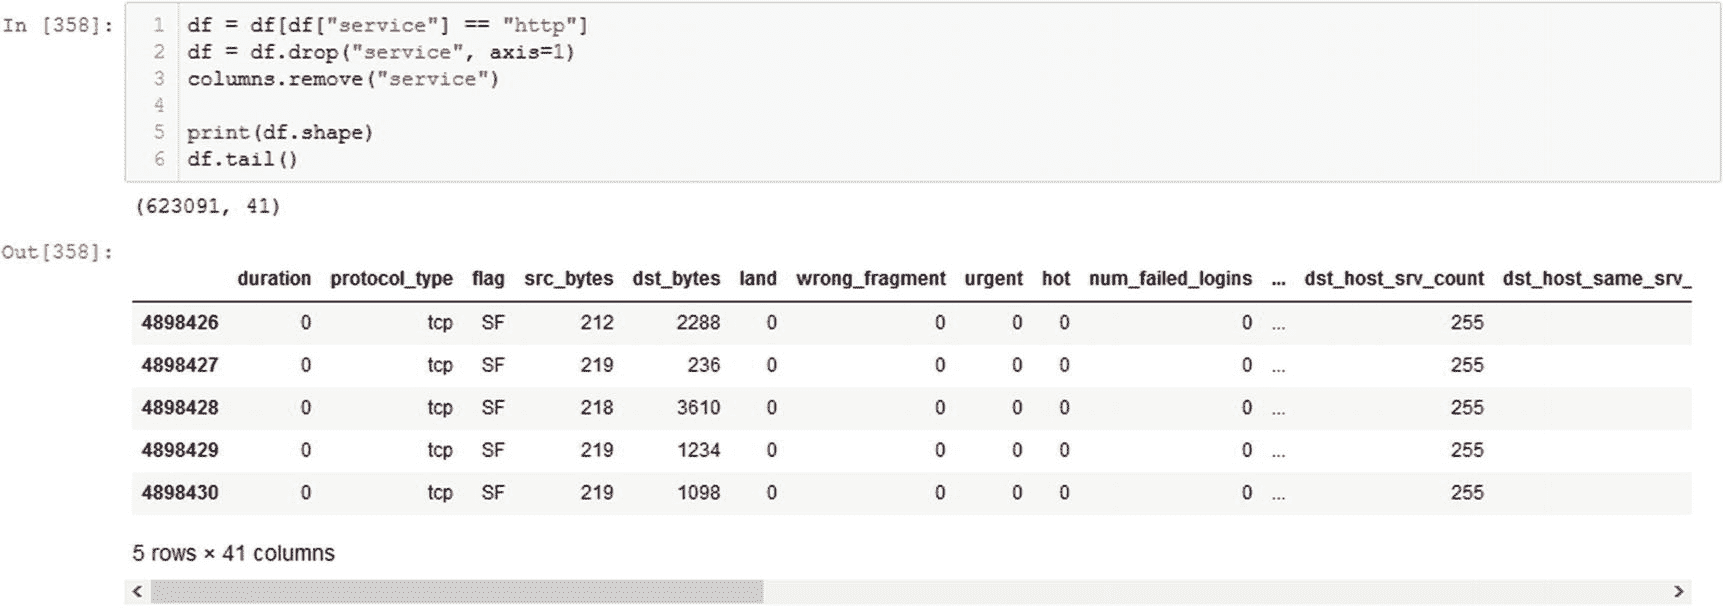 In [358]:
1 df = df[df["service"] == "http"]
2 df = df.drop("service", axis=1)
3 columns.remove("service")
4
5 print(df.shape)
6 df.tail()
(623091, 41)
Out[358]:
duration protocol_type flag src_bytes dst_bytes land wrong_fragment urgent hot num_failed_logins ... dst_host_srv_count dst_host_same_srv_
4898426 0 tcp SF 212 2288 0 0 0 0 0 ... 255
4898427 0 tcp SF 219 236 0 0 0 0 0 ... 255
4898428 0 tcp SF 218 3610 0 0 0 0 0 ... 255
4898429 0 tcp SF 219 1234 0 0 0 0 0 ... 255
4898430 0 tcp SF 219 1098 0 0 0 0 0 ... 255
5 rows × 41 columns